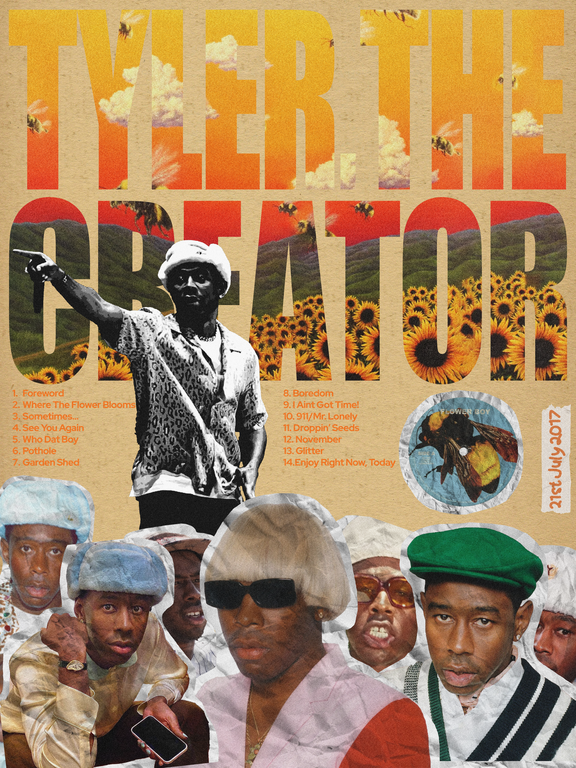 TYLER, THE
CREATOR
1. Foreword
2. Where The Flower Blooms
3. Sometimes...
4. See You Again
5. Who Dat Boy
6. Pothole
7. Garden Shed
8. Boredom
9. I Aint Got Time!
10. 911/Mr. Lonely
11. Droppin' Seeds
12. November
13. Glitter
14.Enjoy Right Now, Today
FLOWER BOY
21st July 2017